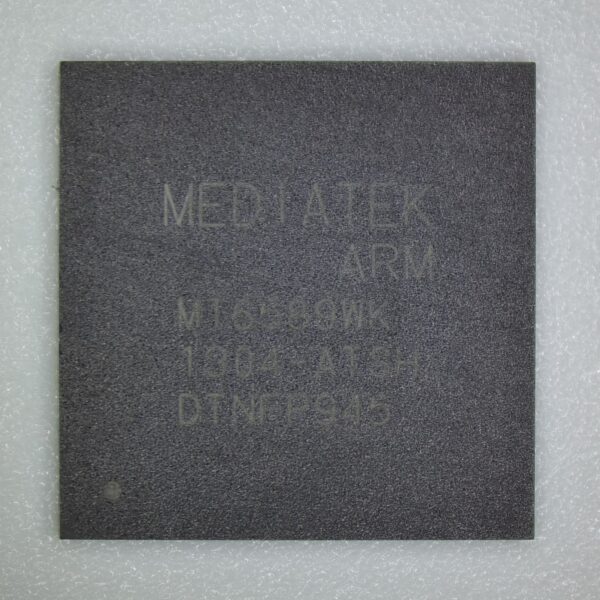 MEDIATEK
ARM
MT6589WK
1304-ATSH
DTNFP945